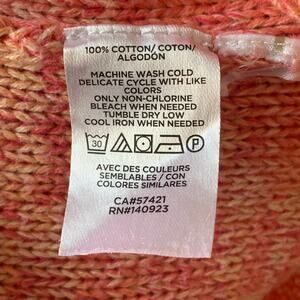 100% COTTON/ COTON/
ALGODÓN
MACHINE WASH COLD
DELICATE CYCLE WITH LIKE
COLORS
ONLY NON-CHLORINE
BLEACH WHEN NEEDED
TUMBLE DRY LOW
COOL IRON WHEN NEEDED
30 P
AVEC DES COULEURS
SEMBLABLES / CON
COLORES SIMILARES
CA#57421
RN#140923